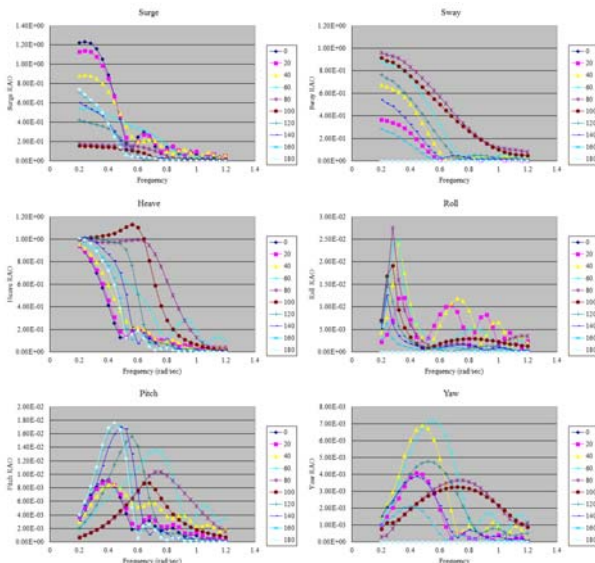 Surge
1.40E+00
1.20E+00
1.00E+00
8.00E-01
6.00E-01
4.00E-01
2.00E-01
0.00E+00
Surge RAO
0 0.2 0.4 0.6 0.8 1 1.2 1.4
Frequency
0
20
40
60
80
100
120
140
160
180
Sway
1.20E+00
1.00E+00
8.00E-01
6.00E-01
4.00E-01
2.00E-01
0.00E+00
Sway RAO
0 0.2 0.4 0.6 0.8 1 1.2 1.4
Frequency
0
20
40
60
80
100
120
140
160
180
Heave
1.20E+00
1.00E+00
8.00E-01
6.00E-01
4.00E-01
2.00E-01
0.00E+00
Heave RAO
0 0.2 0.4 0.6 0.8 1 1.2 1.4
Frequency (rad/sec)
0
20
40
60
80
100
120
140
160
180
Roll
3.00E-02
2.50E-02
2.00E-02
1.50E-02
1.00E-02
5.00E-03
0.00E+00
Roll RAO
0 0.2 0.4 0.6 0.8 1 1.2 1.4
Frequency (rad/sec)
0
20
40
60
80
100
120
140
160
180
Pitch
2.00E-02
1.80E-02
1.60E-02
1.40E-02
1.20E-02
1.00E-02
8.00E-03
6.00E-03
4.00E-03
2.00E-03
0.00E+00
Pitch RAO
0 0.2 0.4 0.6 0.8 1 1.2 1.4
Frequency (rad/sec)
0
20
40
60
80
100
120
140
160
180
Yaw
8.00E-03
7.00E-03
6.00E-03
5.00E-03
4.00E-03
3.00E-03
2.00E-03
1.00E-03
0.00E+00
Yaw RAO
0 0.2 0.4 0.6 0.8 1 1.2 1.4
Frequency (rad/sec)
0
20
40
60
80
100
120
140
160
180